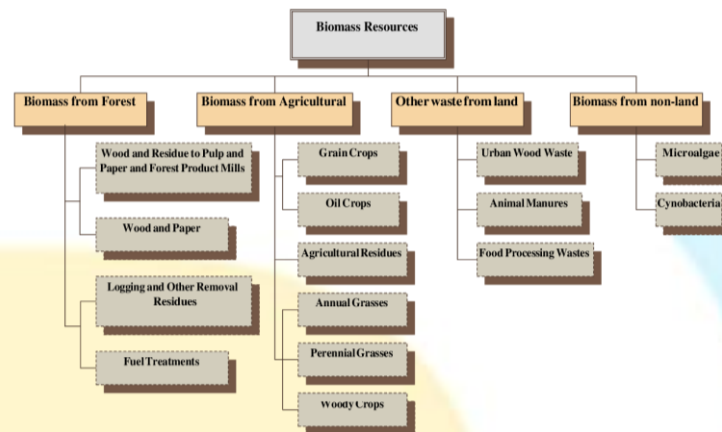 Biomass Resources
Biomass from Forest
Biomass from Agricultural
Other waste from land
Biomass from non-land
Wood and Residue to Pulp and
Paper and Forest Product Mills
Wood and Paper
Logging and Other Removal
Residues
Fuel Treatments
Grain Crops
Oil Crops
Agricultural Residues
Annual Grasses
Perennial Grasses
Woody Crops
Urban Wood Waste
Animal Manures
Food Processing Wastes
Microalgae
Cynobacteria